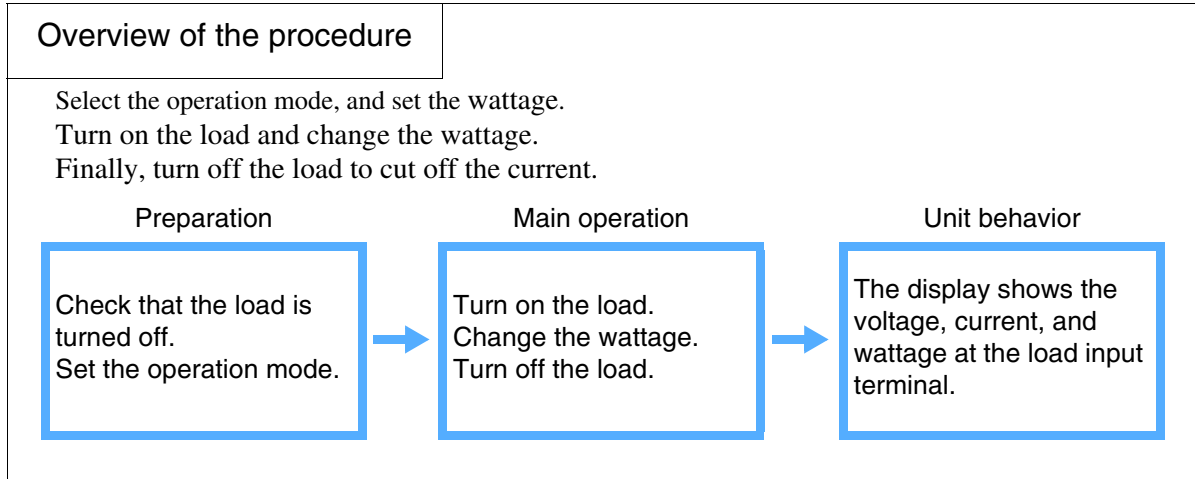 Overview of the procedure
Select the operation mode, and set the wattage.
Turn on the load and change the wattage.
Finally, turn off the load to cut off the current.
Preparation
Check that the load is
turned off.
Set the operation mode.
Main operation
Turn on the load.
Change the wattage.
Turn off the load.
Unit behavior
The display shows the
voltage, current, and
wattage at the load input
terminal.